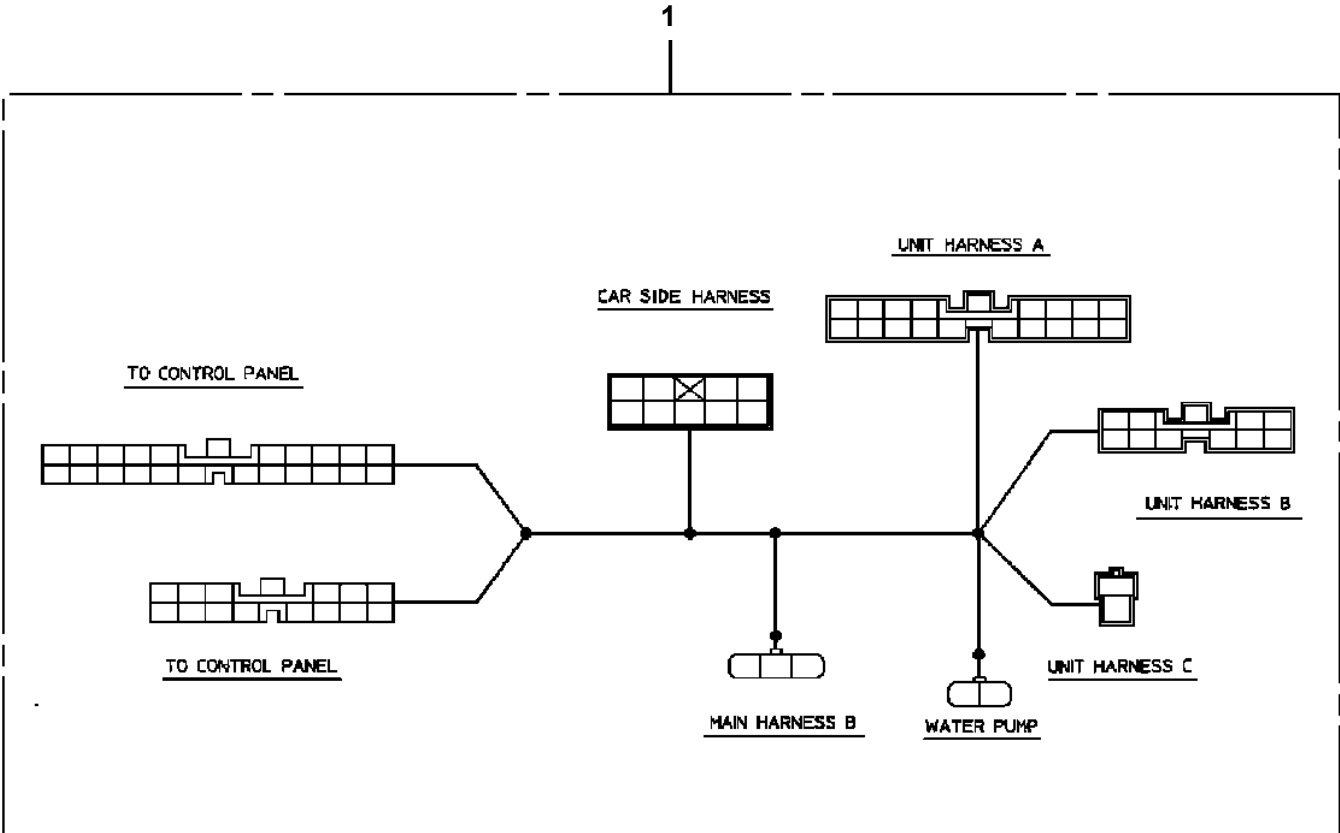 1
UNIT HARNESS A
CAR SIDE HARNESS
TO CONTROL PANEL
UNIT HARNESS B
TO CONTROL PANEL
UNIT HARNESS C
MAIN HARNESS B
WATER PUMP